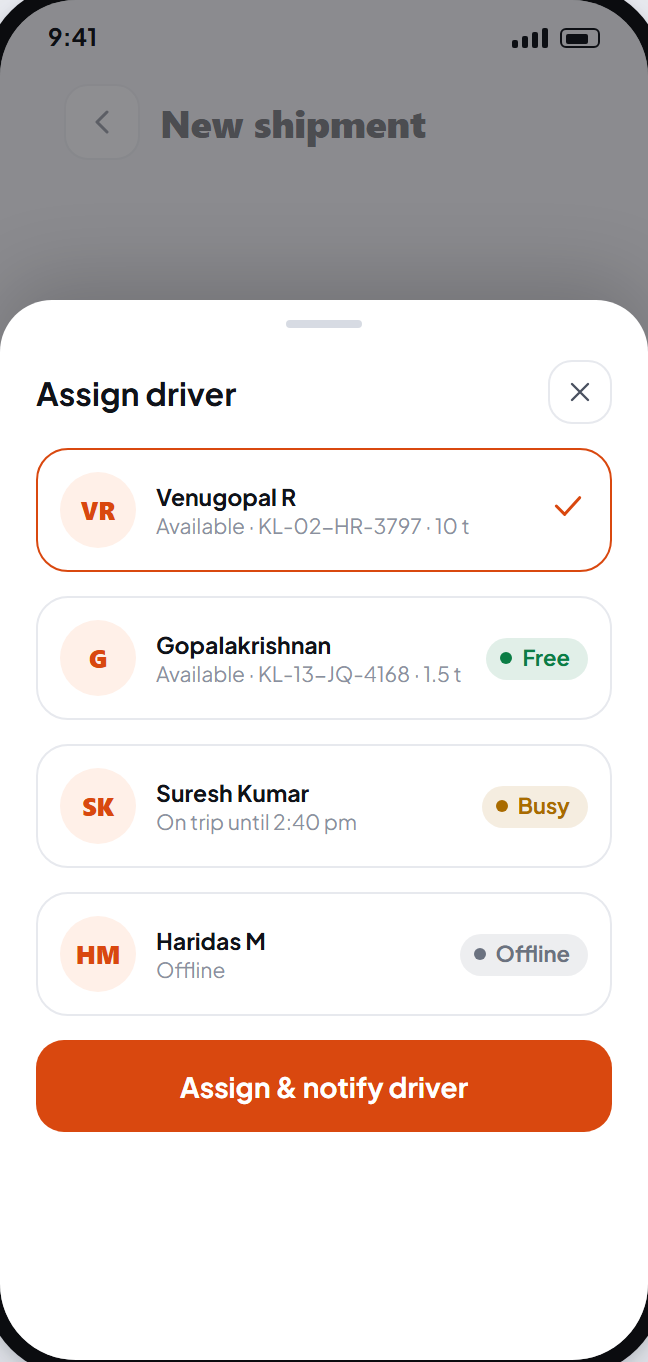 9:41
New shipment
Assign driver
VR
Venugopal R
Available · KL-02-HR-3797 · 10 t
G
Gopalakrishnan
Available · KL-13-JQ-4168 · 1.5 t
Free
SK
Suresh Kumar
On trip until 2:40 pm
Busy
HM
Haridas M
Offline
Offline
Assign & notify driver